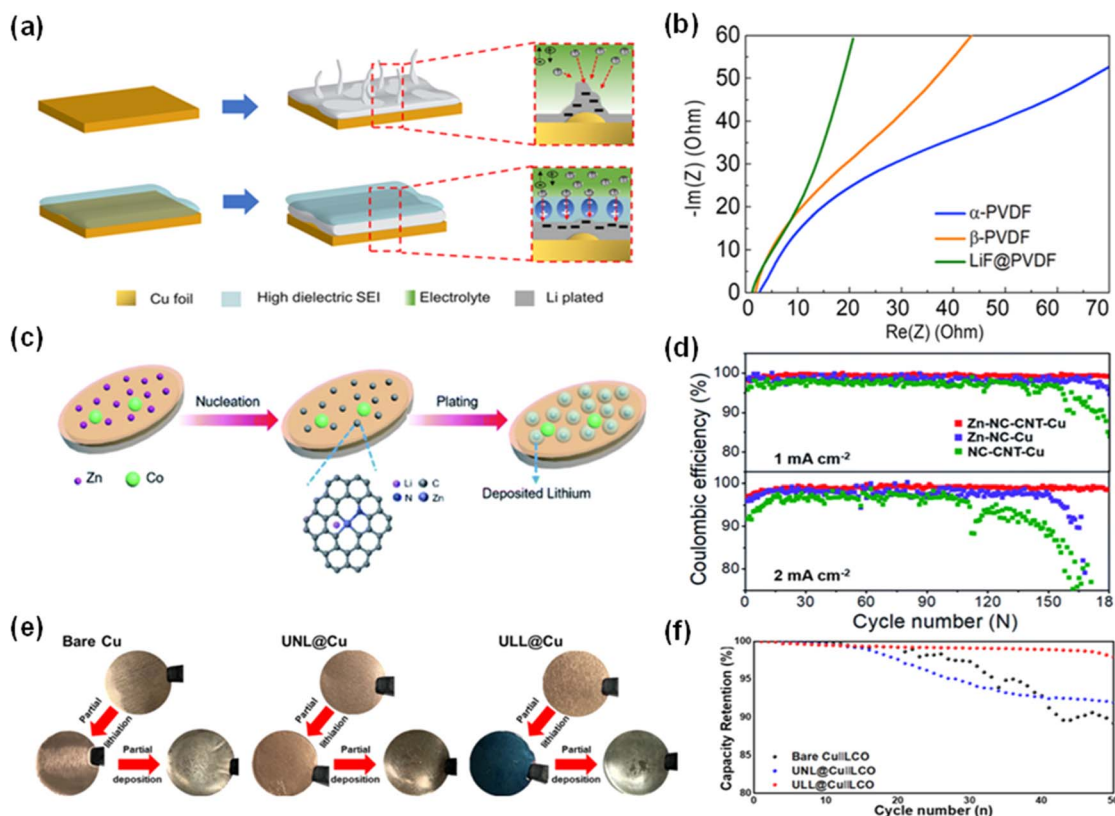 (a)
Cu foil
High dielectric SEI
Electrolyte
Li plated
(b)
-Im(Z) (Ohm)
60
50
40
30
20
10
0
0
10
20
30
40
50
60
70
Re(Z) (Ohm)
α-PVDF
β-PVDF
LiF@PVDF
(c)
Nucleation
Plating
Zn
Co
Li
C
N
Zn
Deposited Lithium
(d)
Coulombic efficiency (%)
100
90
80
100
90
80
Zn-NC-CNT-Cu
Zn-NC-Cu
NC-CNT-Cu
1 mA cm-2
2 mA cm-2
0
30
60
90
120
150
180
Cycle number (N)
(e)
Bare Cu
UNL@Cu
ULL@Cu
Partial
lithiation
Partial
deposition
Partial
lithiation
Partial
deposition
Partial
lithiation
Partial
deposition
(f)
Capacity Retention (%)
100
95
90
85
80
Bare Cu||LCO
UNL@Cu||LCO
ULL@Cu||LCO
0
10
20
30
40
50
Cycle number (n)